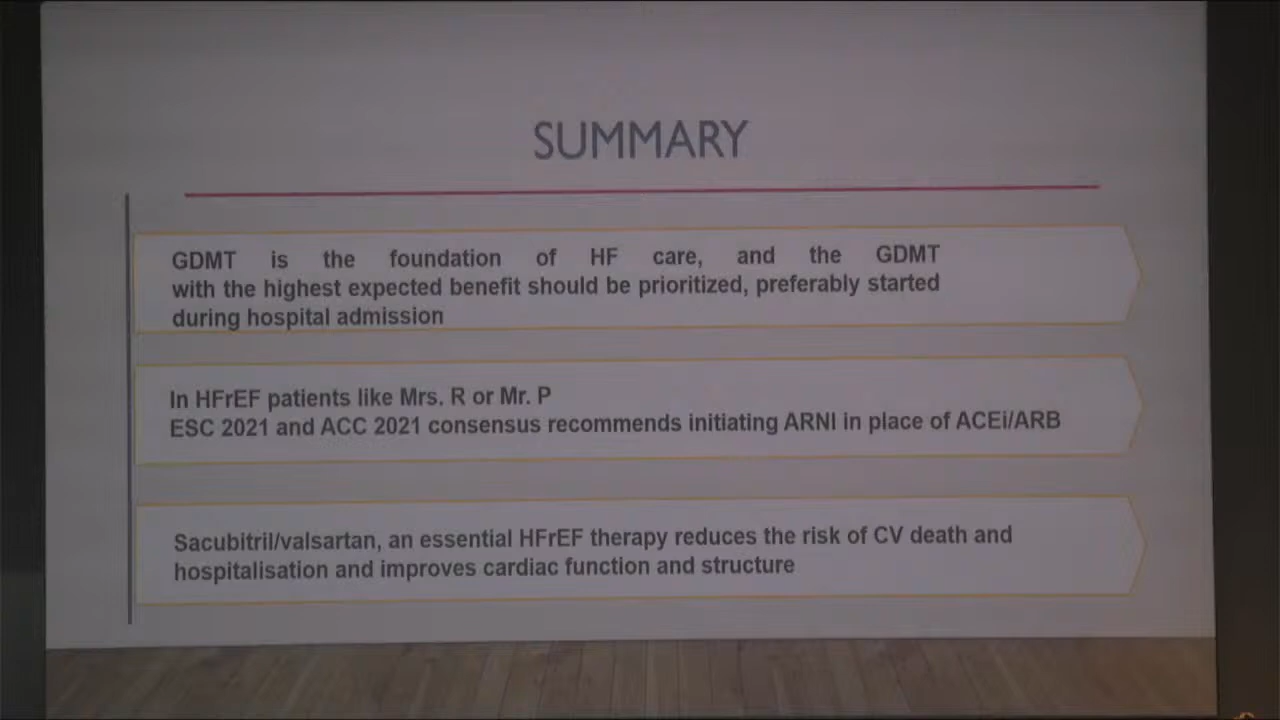 SUMMARY
GDMT is the foundation of HF care, and the GDMT
with the highest expected benefit should be prioritized, preferably started
during hospital admission
In HFrEF patients like Mrs. R or Mr. P
ESC 2021 and ACC 2021 consensus recommends initiating ARNI in place of ACEi/ARB
Sacubitril/valsartan, an essential HFrEF therapy reduces the risk of CV death and
hospitalisation and improves cardiac function and structure